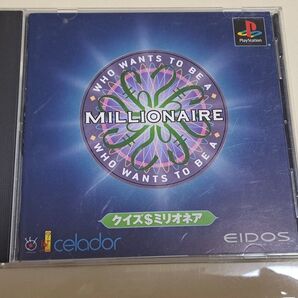 PlayStation
WHO WANTS TO BE A
MILLIONAIRE
WHO WANTS TO BE A
クイズ$ミリオネア
celador
EIDOS